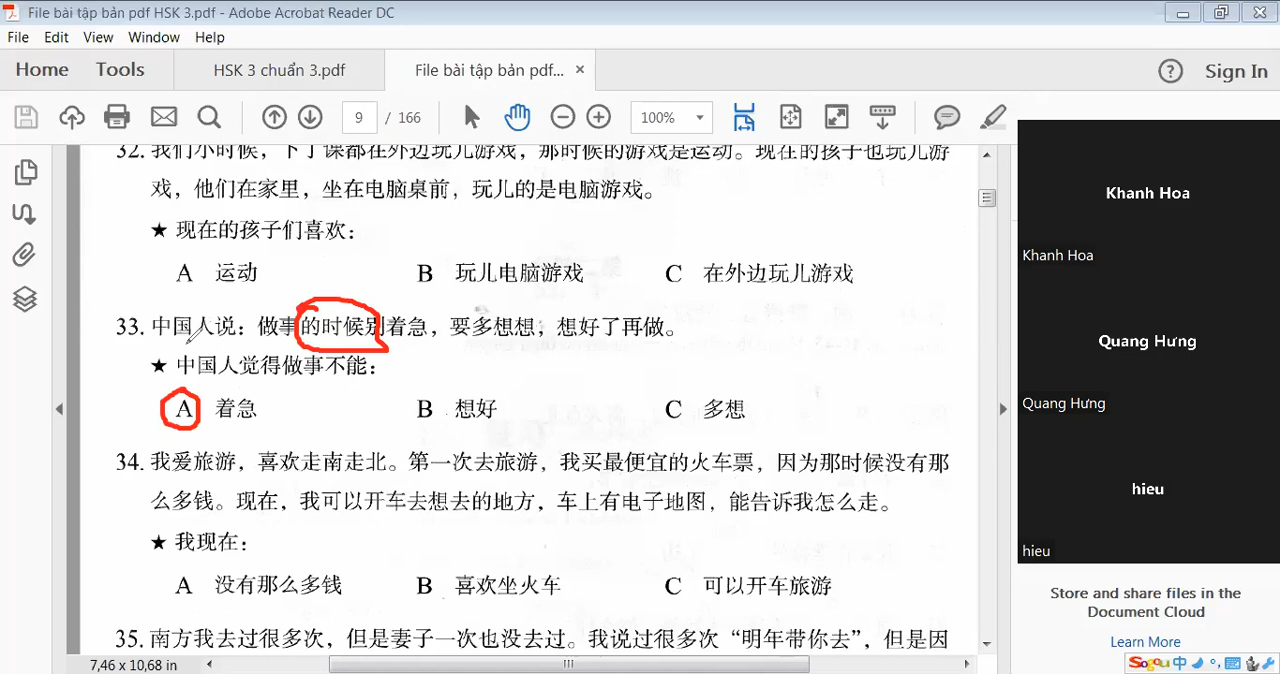 File bài tập bản pdf HSK 3.pdf - Adobe Acrobat Reader DC
File Edit View Window Help
Home Tools HSK 3 chuẩn 3.pdf File bài tập bản pdf... ×
? Sign In
9 / 166 100%
32. 我们小时候，下了课都在外边玩儿游戏，那时候的游戏是运动。现在的孩子也玩儿游
戏，他们在家里，坐在电脑桌前，玩儿的是电脑游戏。
★ 现在的孩子们喜欢：
A 运动 B 玩儿电脑游戏 C 在外边玩儿游戏
33. 中国人说：做事的时候别着急，要多想想，想好了再做。
★ 中国人觉得做事不能：
A 着急 B 想好 C 多想
34. 我爱旅游，喜欢走南走北。第一次去旅游，我买最便宜的火车票，因为那时候没有那
么多钱。现在，我可以开车去想去的地方，车上有电子地图，能告诉我怎么走。
★ 我现在：
A 没有那么多钱 B 喜欢坐火车 C 可以开车旅游
35. 南方我去过很多次，但是妻子一次也没去过。我说过很多次“明年带你去”，但是因
7,46 x 10,68 in
Khanh Hoa
Khanh Hoa
Quang Hưng
Quang Hưng
hieu
hieu
Store and share files in the
Document Cloud
Learn More
Sogou 中